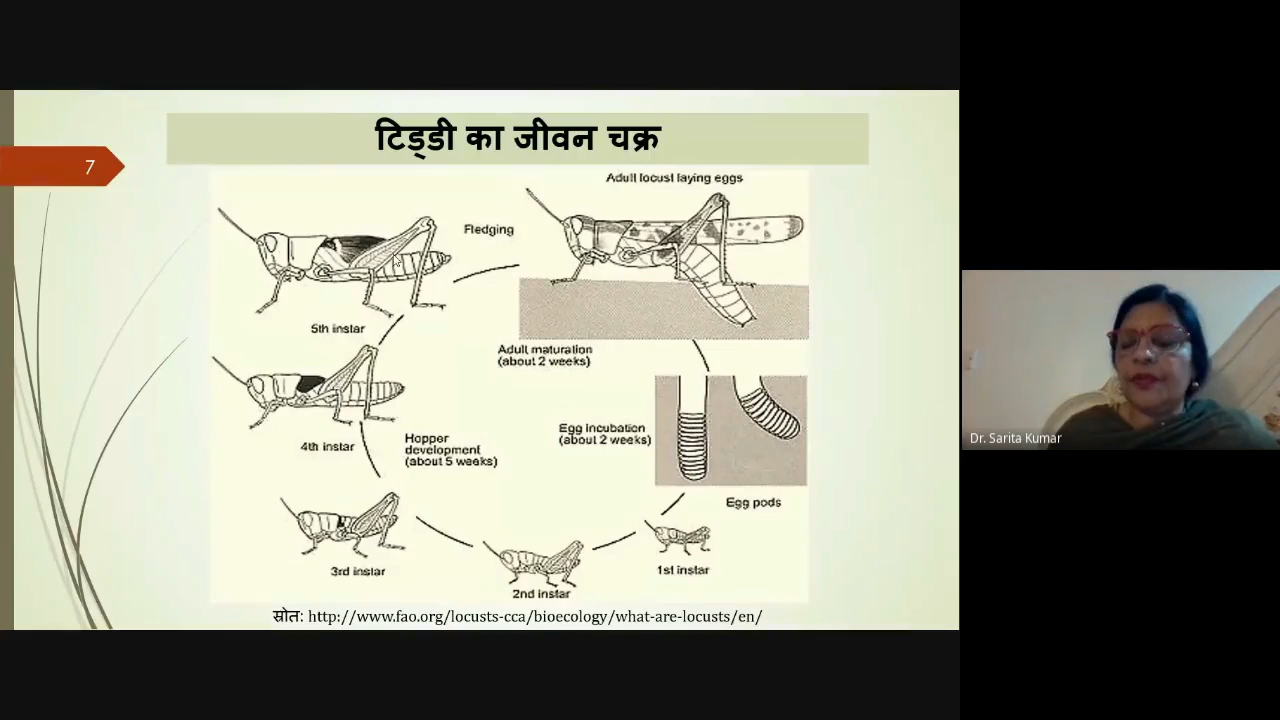 टिड्डी का जीवन चक्र
7
Adult locust laying eggs
Fledging
5th instar
Adult maturation
(about 2 weeks)
Egg incubation
(about 2 weeks)
4th instar
Hopper
development
(about 5 weeks)
Dr. Sarita Kumar
Egg pods
3rd instar
1st instar
2nd instar
स्रोत: http://www.fao.org/locusts-cca/bioecology/what-are-locusts/en/